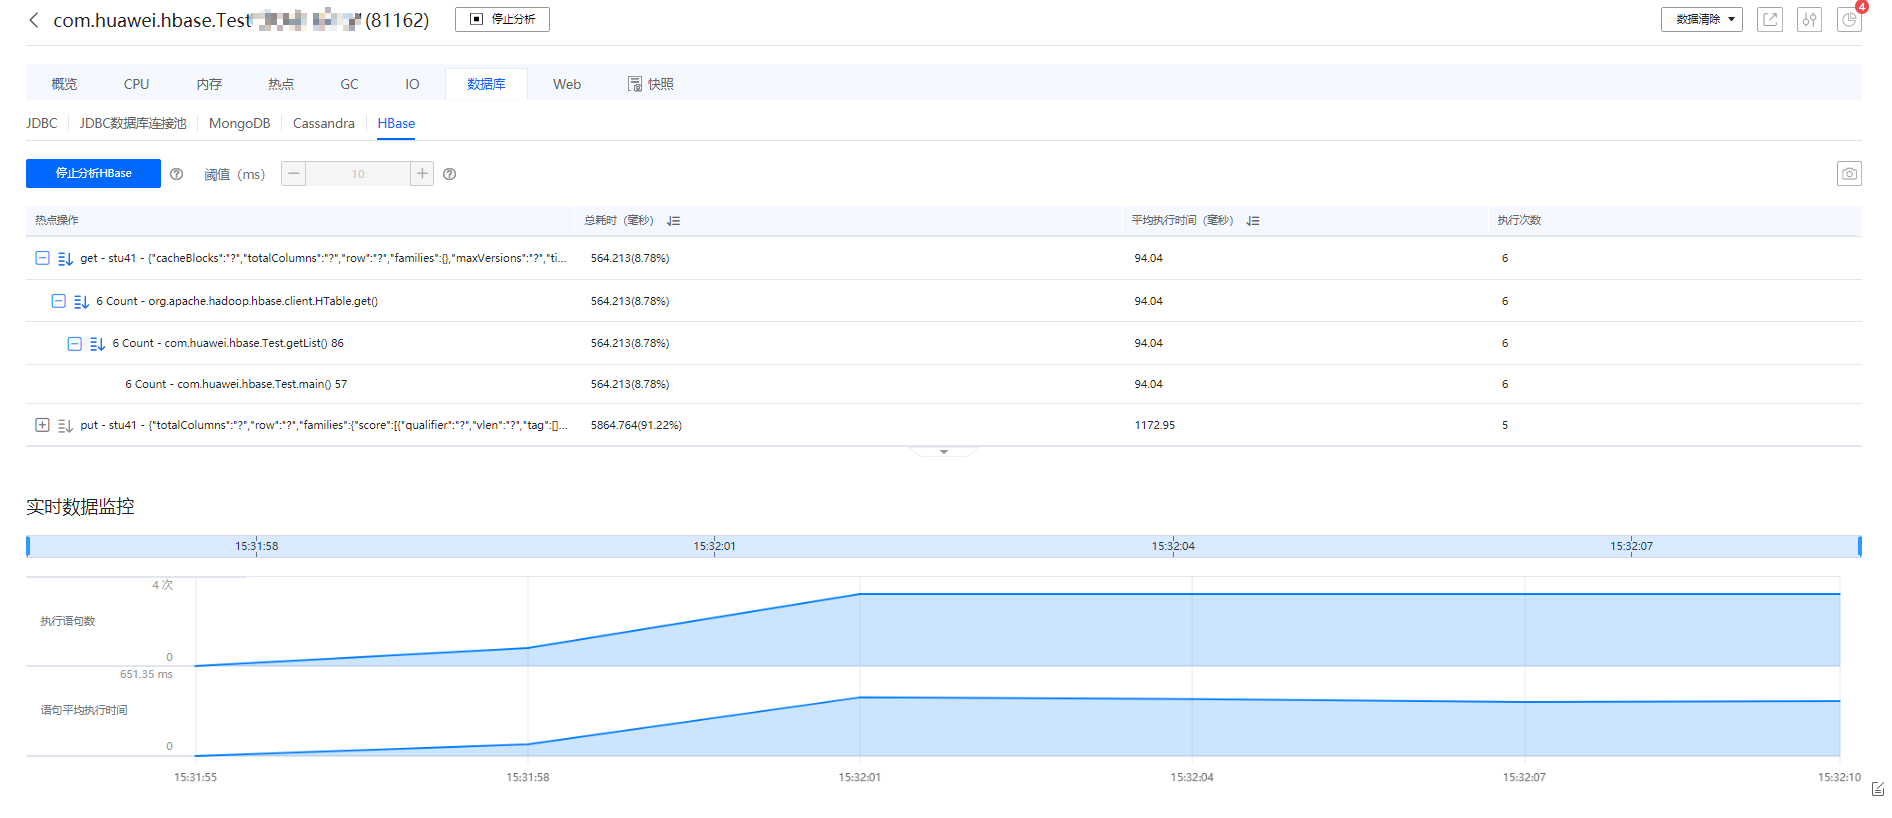 com.huawei.hbase.Test (81162) 停止分析 数据清除 4
概览 CPU 内存 热点 GC IO 数据库 Web 快照
JDBC JDBC数据库连接池 MongoDB Cassandra HBase
停止分析HBase 阈值（ms） 10
热点操作 总耗时（毫秒） 平均执行时间（毫秒） 执行次数
get - stu41 - {"cacheBlocks":"?","totalColumns":"?","row":"?","families":{},"maxVersions":"?","ti... 564.213(8.78%) 94.04 6
6 Count - org.apache.hadoop.hbase.client.HTable.get() 564.213(8.78%) 94.04 6
6 Count - com.huawei.hbase.Test.getList() 86 564.213(8.78%) 94.04 6
6 Count - com.huawei.hbase.Test.main() 57 564.213(8.78%) 94.04 6
put - stu41 - {"totalColumns":"?","row":"?","families":{"score":[{"qualifier":"?","vlen":"?","tag":[]... 5864.764(91.22%) 1172.95 5
实时数据监控
15:31:58 15:32:01 15:32:04 15:32:07
4 次
执行语句数
0
651.35 ms
语句平均执行时间
0
15:31:55 15:31:58 15:32:01 15:32:04 15:32:07 15:32:10